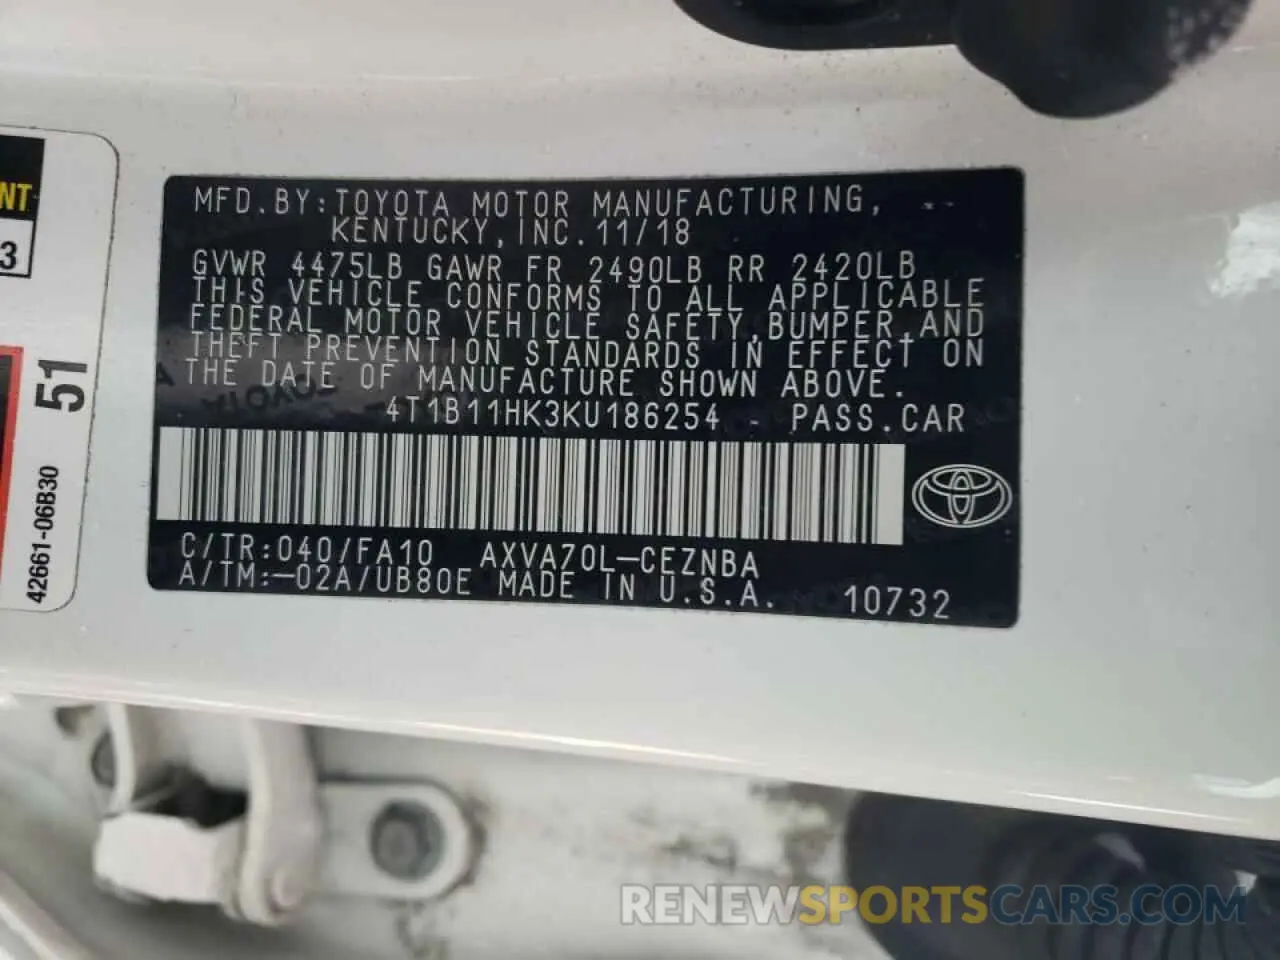 NT
3
51
42661-06B30
MFD.BY:TOYOTA MOTOR MANUFACTURING,
KENTUCKY,INC.11/18
GVWR 4475LB GAWR FR 2490LB RR 2420LB
THIS VEHICLE CONFORMS TO ALL APPLICABLE
FEDERAL MOTOR VEHICLE SAFETY,BUMPER,AND
THEFT PREVENTION STANDARDS IN EFFECT ON
THE DATE OF MANUFACTURE SHOWN ABOVE.
4T1B11HK3KU186254 PASS.CAR
C/TR:040/FA10 AXVA70L-CEZNBA
A/TM:-02A/UB80E MADE IN U.S.A. 10732
RENEWSPORTSCARS.COM